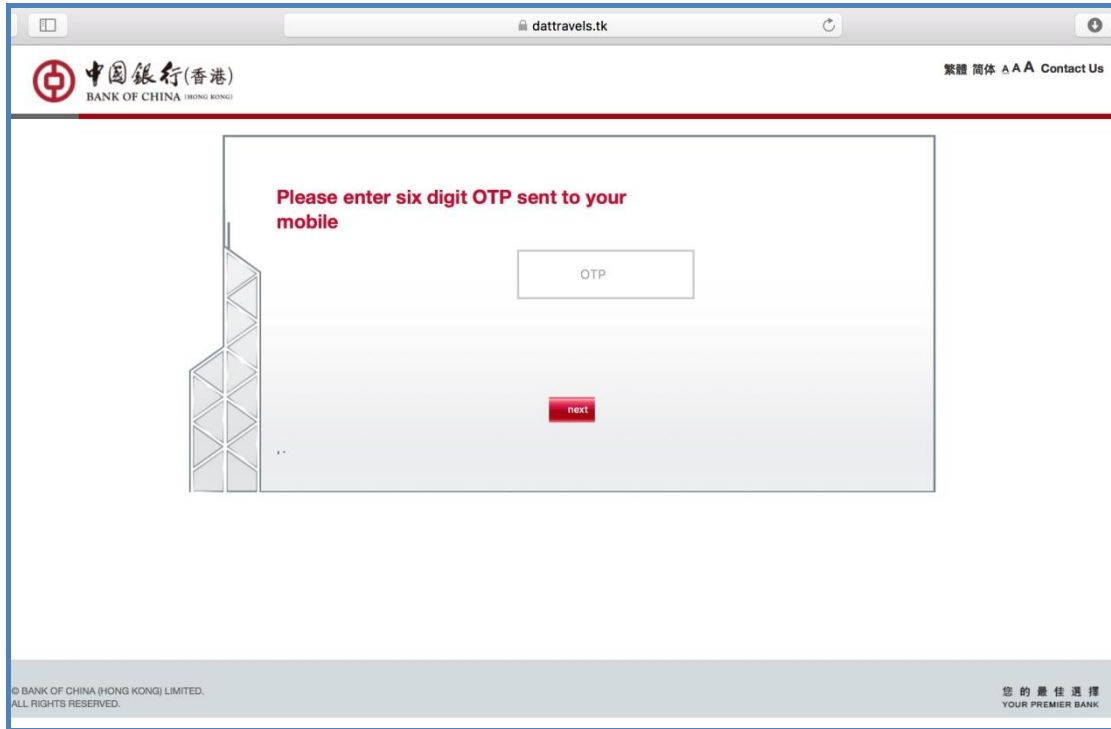 dattravels.tk
中國銀行(香港)
BANK OF CHINA (HONG KONG)
繁體 简体 A A A Contact Us
Please enter six digit OTP sent to your
mobile
OTP
next
© BANK OF CHINA (HONG KONG) LIMITED.
ALL RIGHTS RESERVED.
您的最佳選擇
YOUR PREMIER BANK